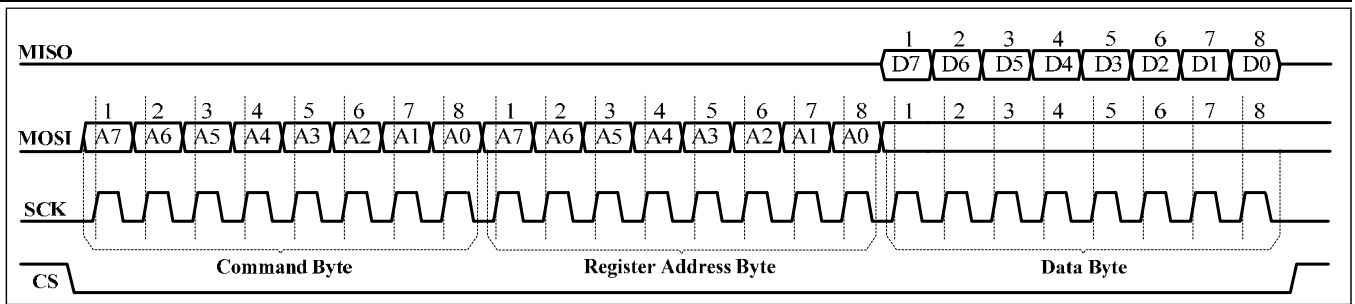 1 2 3 4 5 6 7 8
MISO D7 D6 D5 D4 D3 D2 D1 D0
1 2 3 4 5 6 7 8 1 2 3 4 5 6 7 8 1 2 3 4 5 6 7 8
MOSI A7 A6 A5 A4 A3 A2 A1 A0 A7 A6 A5 A4 A3 A2 A1 A0
SCK
Command Byte Register Address Byte Data Byte
CS